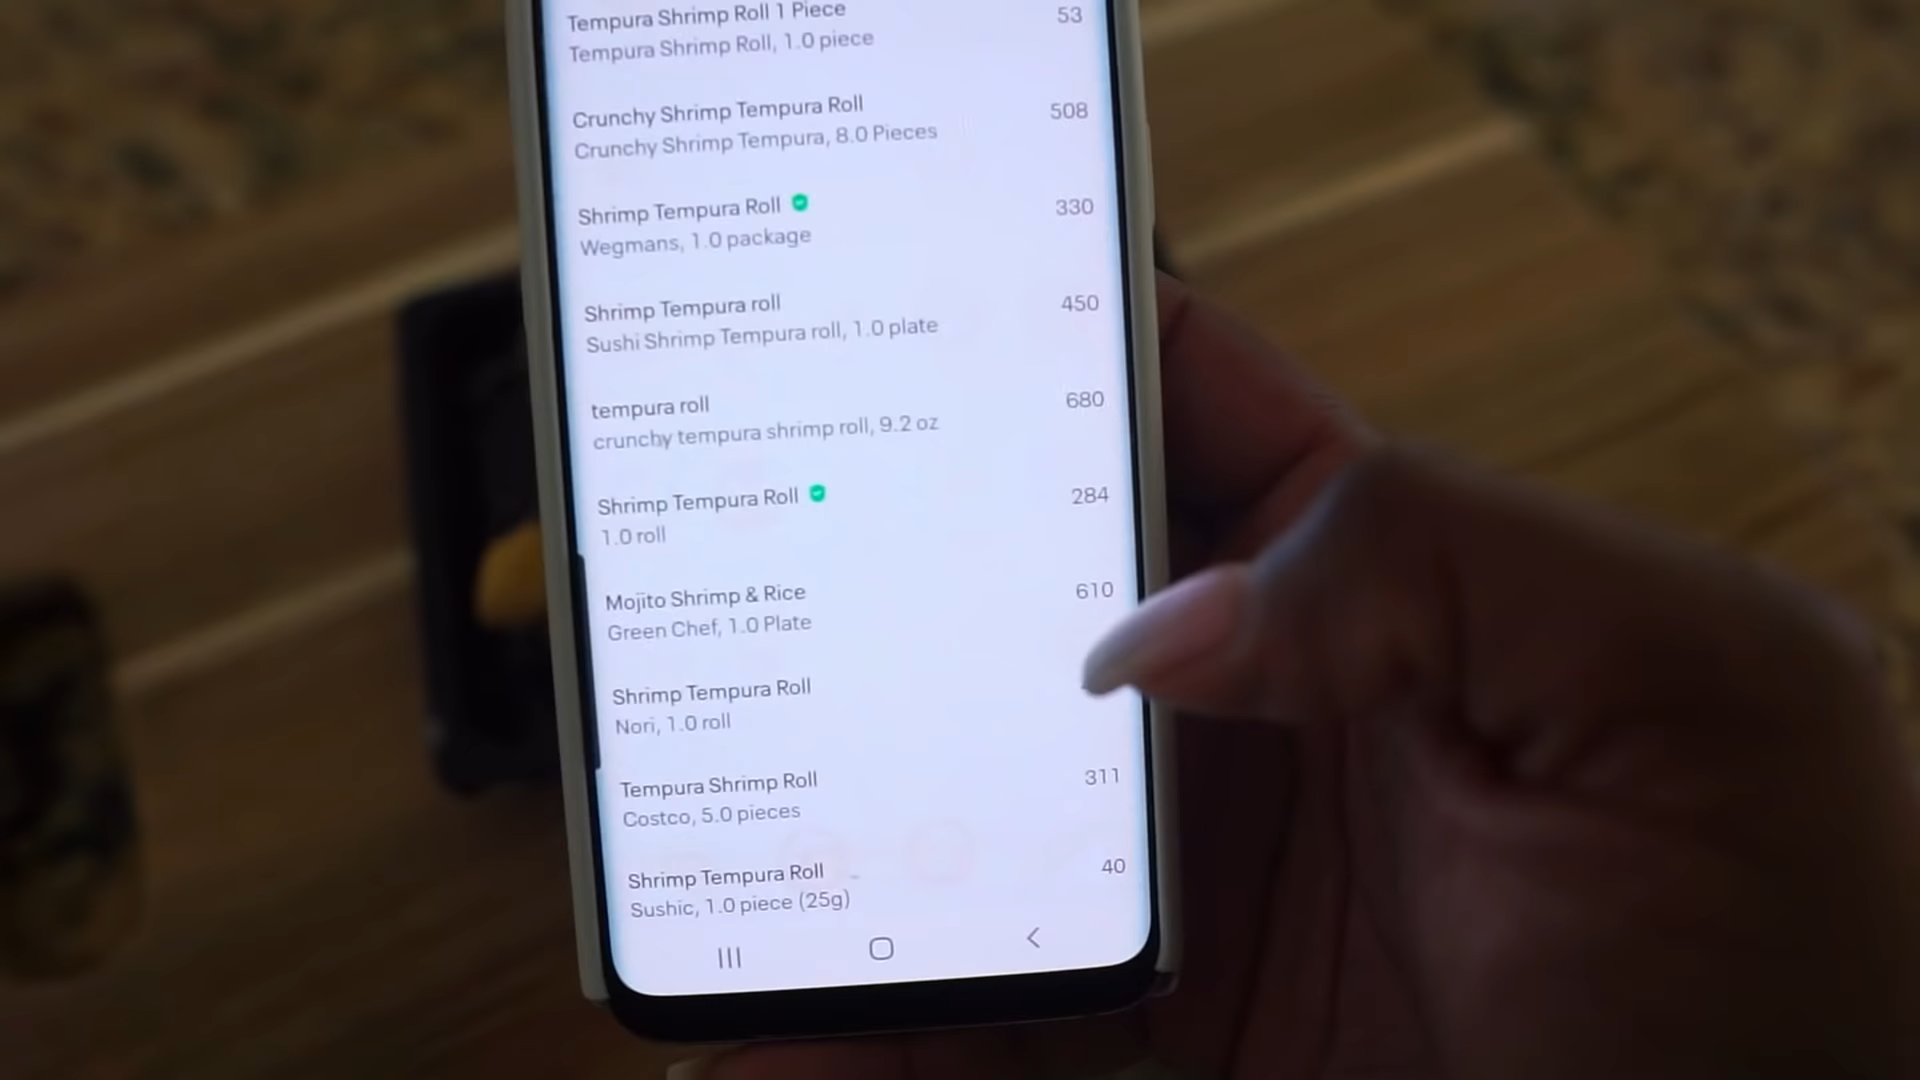 Tempura Shrimp Roll 1 Piece 53
Tempura Shrimp Roll, 1.0 piece
Crunchy Shrimp Tempura Roll 508
Crunchy Shrimp Tempura, 8.0 Pieces
Shrimp Tempura Roll 330
Wegmans, 1.0 package
Shrimp Tempura roll 450
Sushi Shrimp Tempura roll, 1.0 plate
tempura roll 680
crunchy tempura shrimp roll, 9.2 oz
Shrimp Tempura Roll 284
1.0 roll
Mojito Shrimp & Rice 610
Green Chef, 1.0 Plate
Shrimp Tempura Roll
Nori, 1.0 roll
Tempura Shrimp Roll 311
Costco, 5.0 pieces
Shrimp Tempura Roll 40
Sushic, 1.0 piece (25g)